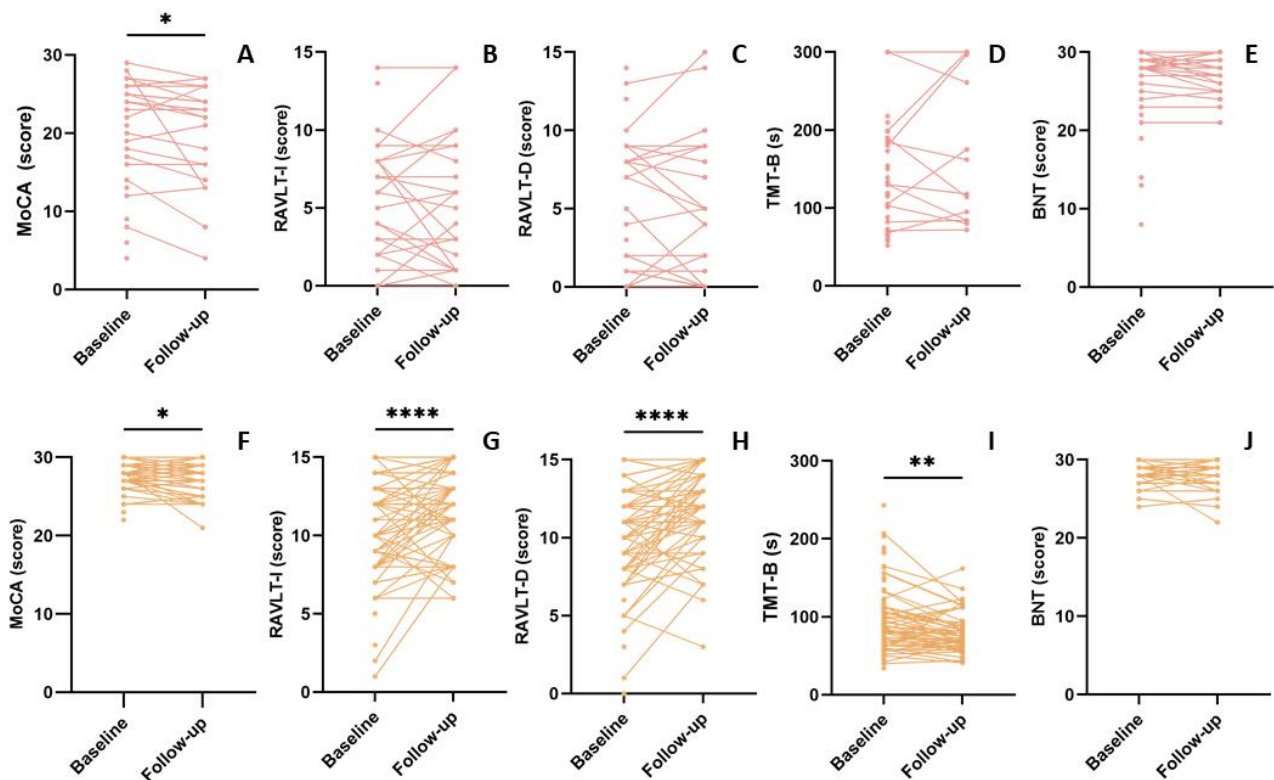 *
A
MoCA (score)
30
20
10
0
Baseline
Follow-up
B
RAVLT-I (score)
15
10
5
0
Baseline
Follow-up
C
RAVLT-D (score)
15
10
5
0
Baseline
Follow-up
D
TMT-B (s)
300
200
100
0
Baseline
Follow-up
E
BNT (score)
30
20
10
0
Baseline
Follow-up
*
F
MoCA (score)
30
20
10
0
Baseline
Follow-up
****
G
RAVLT-I (score)
15
10
5
0
Baseline
Follow-up
****
H
RAVLT-D (score)
15
10
5
0
Baseline
Follow-up
**
I
TMT-B (s)
300
200
100
0
Baseline
Follow-up
J
BNT (score)
30
20
10
0
Baseline
Follow-up